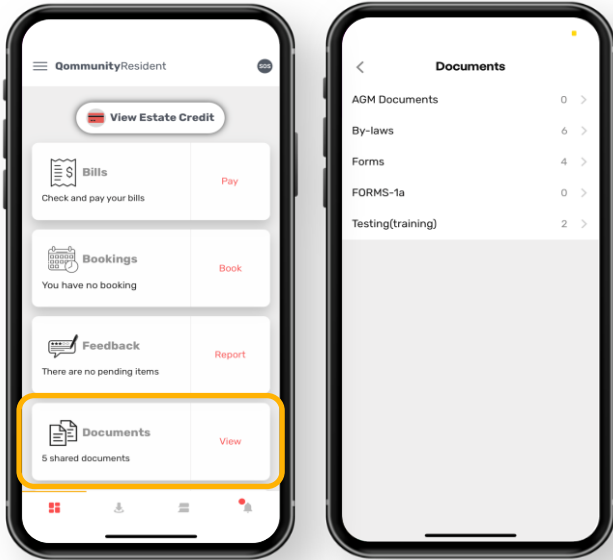 QommunityResident
SOS
View Estate Credit
Bills
Check and pay your bills
Pay
Bookings
You have no booking
Book
Feedback
There are no pending items
Report
Documents
5 shared documents
View
Documents
AGM Documents 0
By-laws 6
Forms 4
FORMS-1a 0
Testing(training) 2